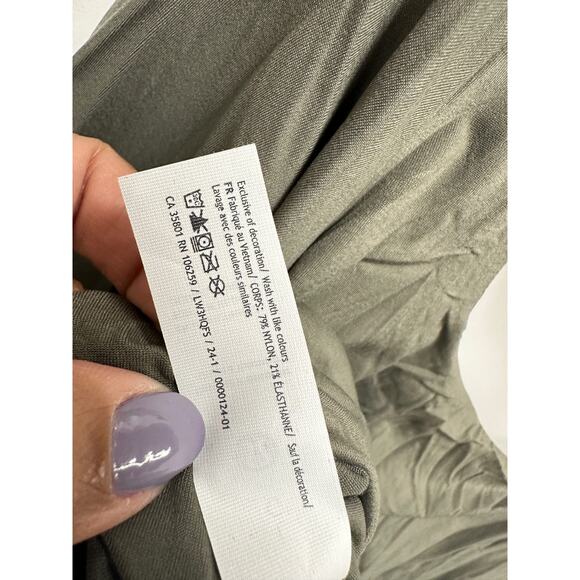 Exclusive of decoration/ Wash with like colours
FR Fabriqué au Vietnam/ CORPS: 79% NYLON, 21% ÉLASTHANNE/ Sauf la décoration/
Lavage avec des couleurs similaires
CA 35801 RN 106259 / LW3HQFS / 24-1 / 0000124-01